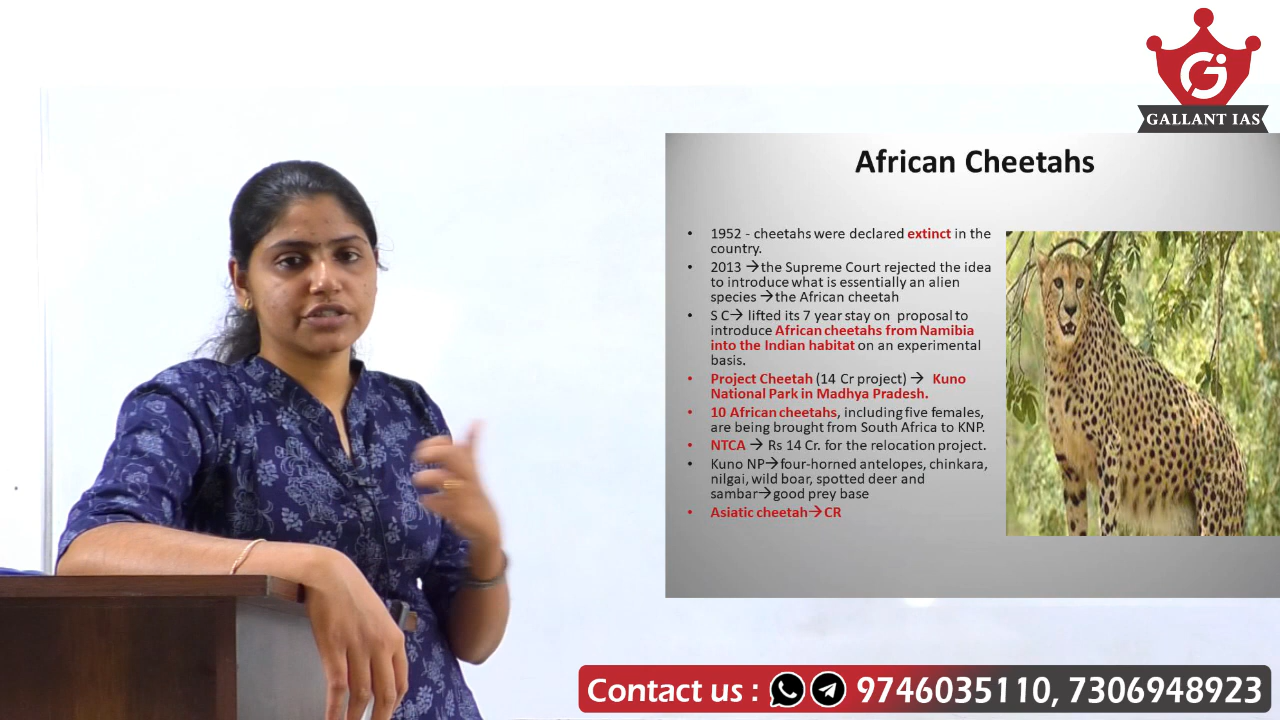 GALLANT IAS
African Cheetahs
• 1952 - cheetahs were declared extinct in the
country.
• 2013 →the Supreme Court rejected the idea
to introduce what is essentially an alien
species →the African cheetah
• S C→ lifted its 7 year stay on proposal to
introduce African cheetahs from Namibia
into the Indian habitat on an experimental
basis.
• Project Cheetah (14 Cr project) → Kuno
National Park in Madhya Pradesh.
• 10 African cheetahs, including five females,
are being brought from South Africa to KNP.
• NTCA → Rs 14 Cr. for the relocation project.
• Kuno NP→four-horned antelopes, chinkara,
nilgai, wild boar, spotted deer and
sambar→good prey base
• Asiatic cheetah→CR
Contact us : 9746035110, 7306948923